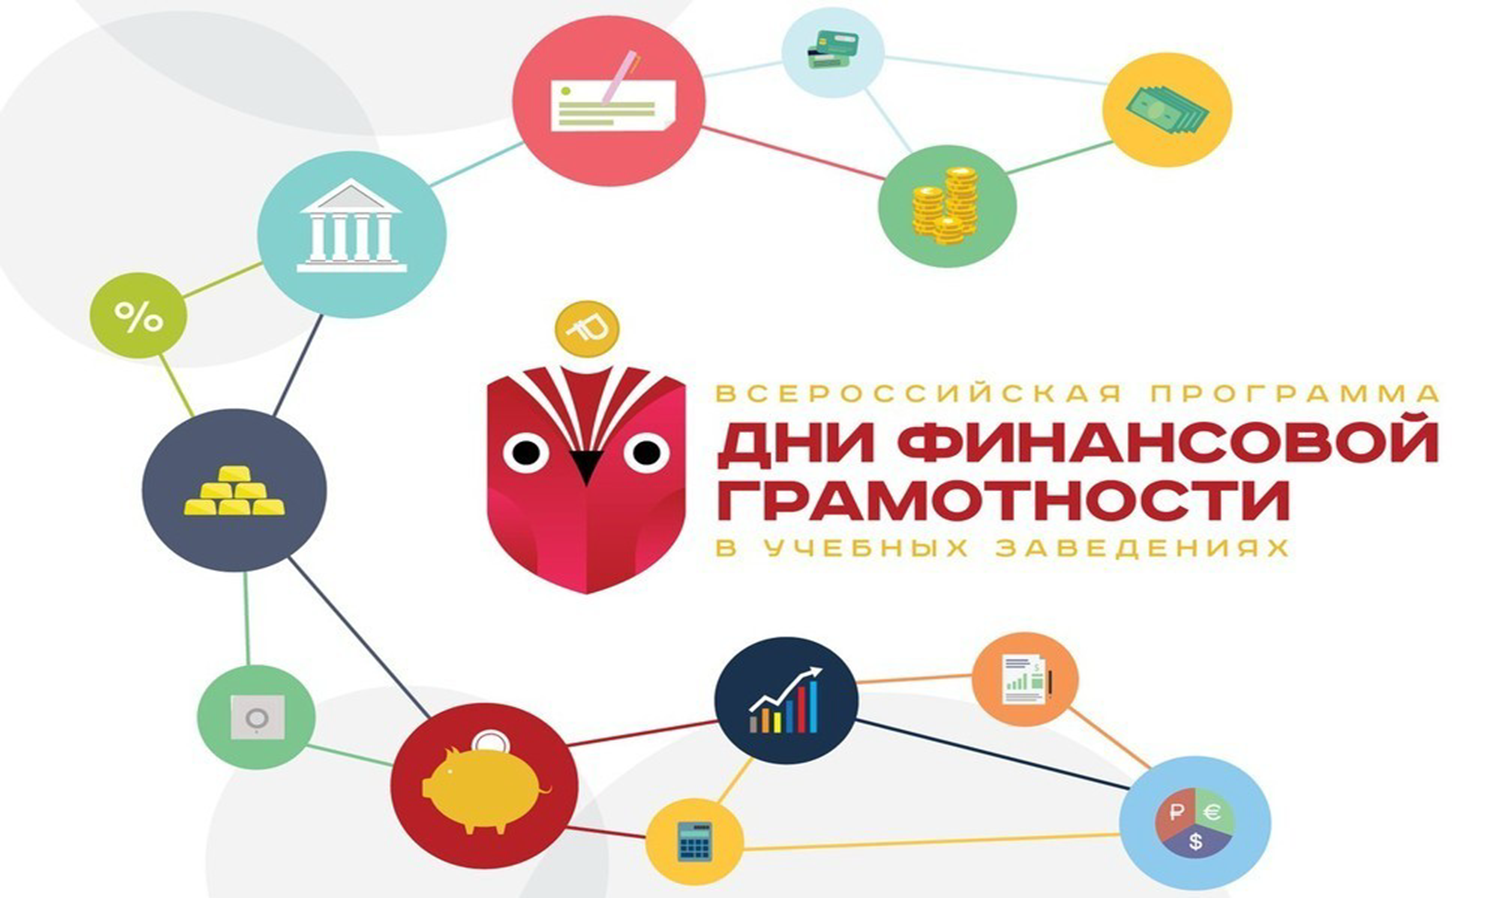 %
₽
ВСЕРОССИЙСКАЯ ПРОГРАММА
ДНИ ФИНАНСОВОЙ
ГРАМОТНОСТИ
В УЧЕБНЫХ ЗАВЕДЕНИЯХ
₽ €
$